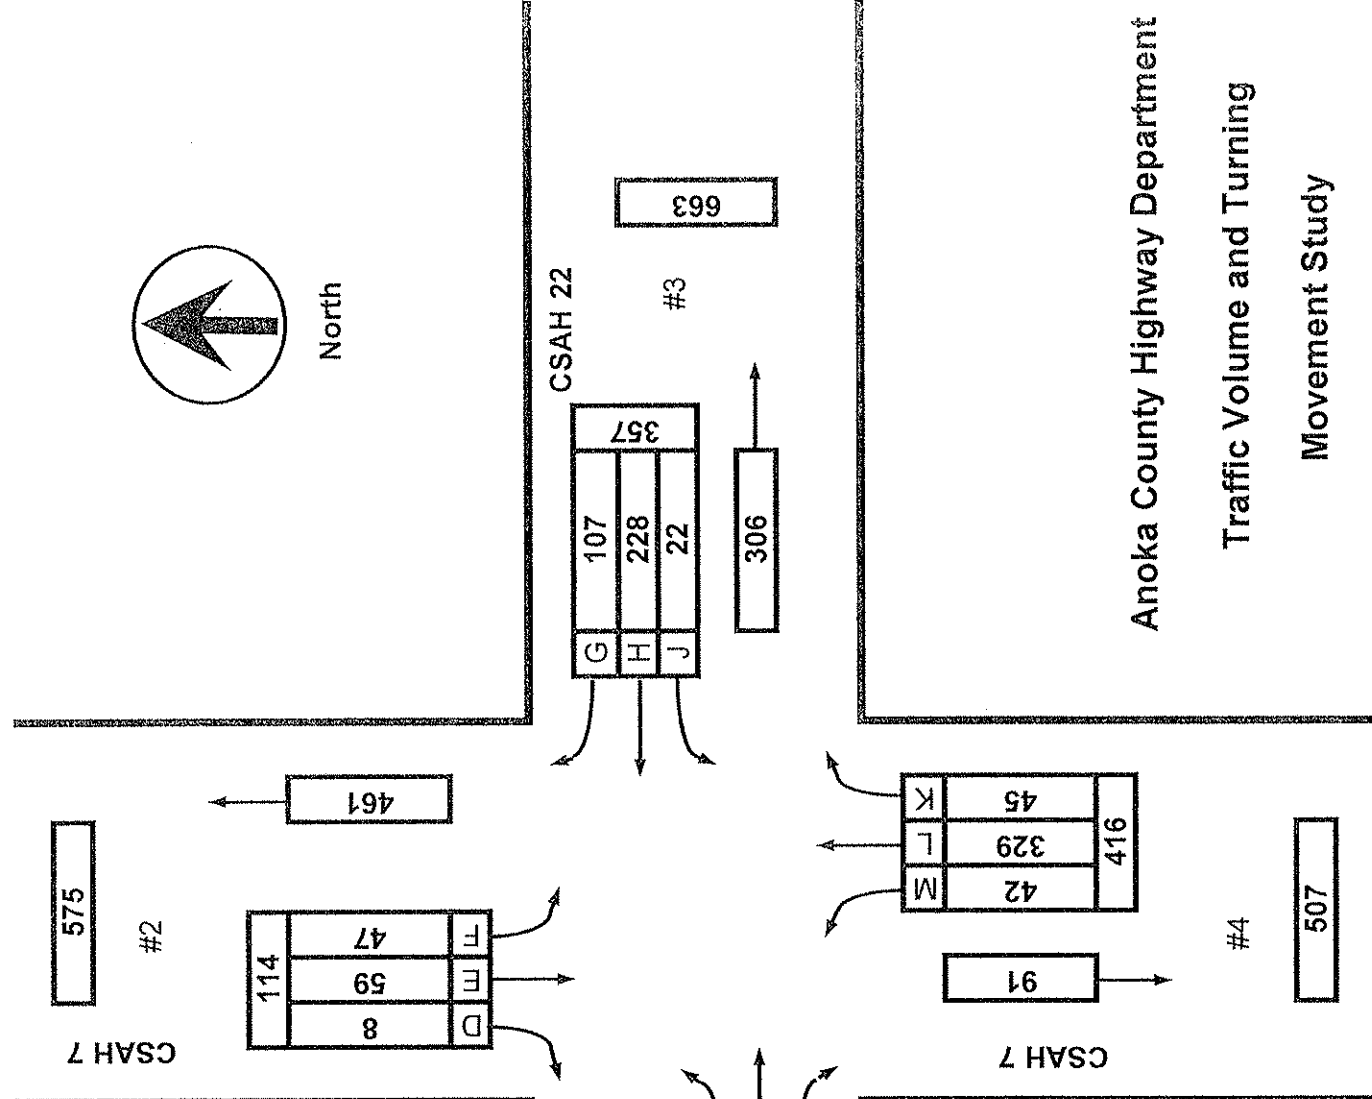 Anoka County Highway Department
Traffic Volume and Turning
Movement Study
North
CSAH 22
#3
663
G 107
H 228
J 22
357
306
CSAH 7
#2
575
461
114
8 59 47
D E F
M L K
42 329 45
416
91
CSAH 7
#4
507